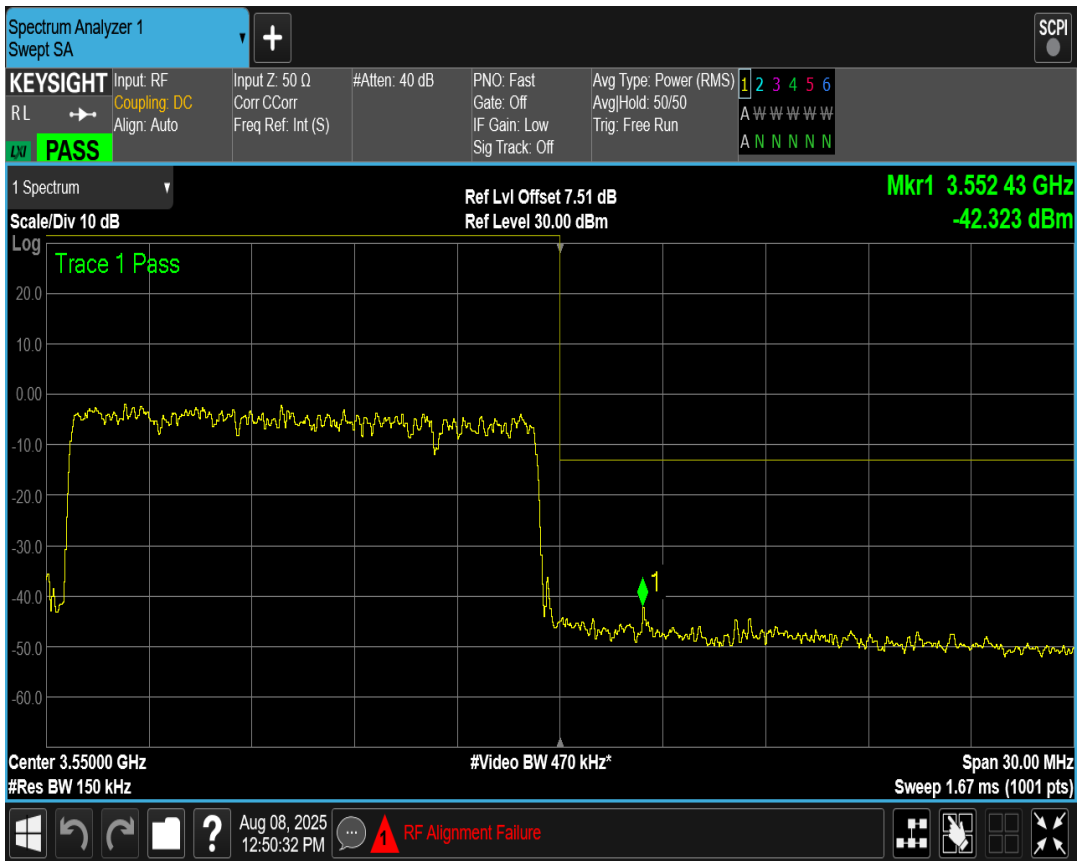 Spectrum Analyzer 1
Swept SA
SCPI
KEYSIGHT
R L
LXI PASS
Input: RF
Coupling: DC
Align: Auto
Input Z: 50 Ω
Corr CCorr
Freq Ref: Int (S)
#Atten: 40 dB
PNO: Fast
Gate: Off
IF Gain: Low
Sig Track: Off
Avg Type: Power (RMS)
Avg|Hold: 50/50
Trig: Free Run
1 2 3 4 5 6
A W W W W W
A N N N N N
1 Spectrum
Scale/Div 10 dB
Ref Lvl Offset 7.51 dB
Ref Level 30.00 dBm
Mkr1 3.552 43 GHz
-42.323 dBm
Log
Trace 1 Pass
20.0
10.0
0.00
-10.0
-20.0
-30.0
-40.0
-50.0
-60.0
1
Center 3.55000 GHz
#Res BW 150 kHz
#Video BW 470 kHz*
Span 30.00 MHz
Sweep 1.67 ms (1001 pts)
?
Aug 08, 2025
12:50:32 PM
1
RF Alignment Failure